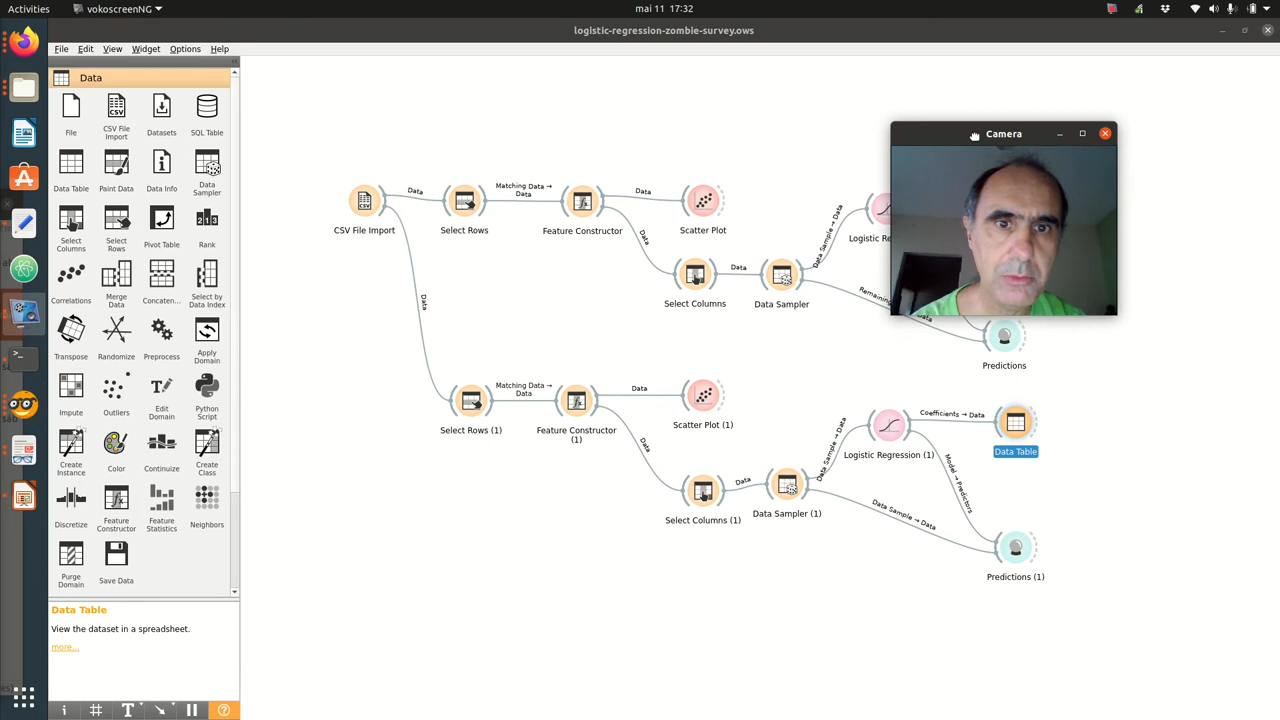 Activities
vokoscreenNG
mai 11 17:32
logistic-regression-zombie-survey.ows
File Edit View Widget Options Help
Data
File
CSV File
Import
Datasets
SQL Table
Data Table
Paint Data
Data Info
Data
Sampler
Select
Columns
Select
Rows
Pivot Table
Rank
Correlations
Merge
Data
Concaten...
Select by
Data Index
Transpose
Randomize
Preprocess
Apply
Domain
Impute
Outliers
Edit
Domain
Python
Script
Create
Instance
Color
Continuize
Create
Class
Discretize
Feature
Constructor
Feature
Statistics
Neighbors
Purge
Domain
Save Data
Data Table
View the dataset in a spreadsheet.
more...
Camera
CSV File Import
Data
Select Rows
Matching Data →
Data
Feature Constructor
Data
Scatter Plot
Data
Select Columns
Data
Data Sampler
Data Sample → Data
Logistic Re
Remaining
Data
Predictions
Data
Select Rows (1)
Matching Data →
Data
Feature Constructor
(1)
Data
Scatter Plot (1)
Data
Select Columns (1)
Data
Data Sampler (1)
Data Sample → Data
Logistic Regression (1)
Coefficients → Data
Data Table
Model → Predictors
Data Sample → Data
Predictions (1)